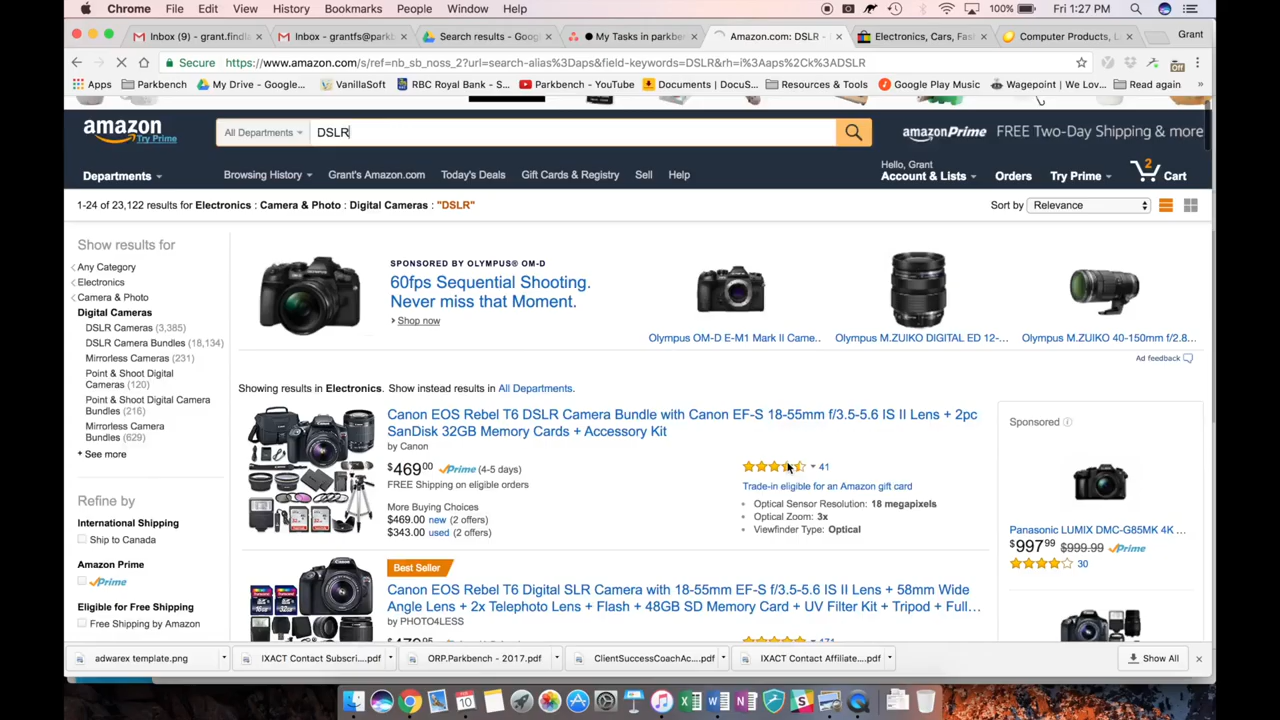 Chrome File Edit View History Bookmarks People Window Help 100% Fri 1:27 PM
Inbox (9) - grant.findla Inbox - grantfs@parkb Search results - Goog ● My Tasks in parkber Amazon.com: DSLR - Electronics, Cars, Fas Computer Products, L Grant
Secure https://www.amazon.com/s/ref=nb_sb_noss_2?url=search-alias%3Daps&field-keywords=DSLR&rh=i%3Aaps%2Ck%3ADSLR
Apps Parkbench My Drive - Google... VanillaSoft RBC Royal Bank - S... Parkbench - YouTube Documents | DocuS... Resources & Tools Google Play Music Wagepoint | We Lov... Read again
amazon All Departments DSLR amazonPrime FREE Two-Day Shipping & more
Try Prime
Hello, Grant 2
Departments Browsing History Grant's Amazon.com Today's Deals Gift Cards & Registry Sell Help Account & Lists Orders Try Prime Cart
1-24 of 23,122 results for Electronics : Camera & Photo : Digital Cameras : "DSLR" Sort by Relevance
Show results for
Any Category
Electronics
Camera & Photo
Digital Cameras
DSLR Cameras (3,385)
DSLR Camera Bundles (18,134)
Mirrorless Cameras (231)
Point & Shoot Digital
Cameras (120)
Point & Shoot Digital Camera
Bundles (216)
Mirrorless Camera
Bundles (629)
+ See more
Refine by
International Shipping
Ship to Canada
Amazon Prime
Prime
Eligible for Free Shipping
Free Shipping by Amazon
SPONSORED BY OLYMPUS® OM-D
60fps Sequential Shooting.
Never miss that Moment.
Shop now
Olympus OM-D E-M1 Mark II Came.. Olympus M.ZUIKO DIGITAL ED 12-... Olympus M.ZUIKO 40-150mm f/2.8...
Ad feedback
Showing results in Electronics. Show instead results in All Departments.
Canon EOS Rebel T6 DSLR Camera Bundle with Canon EF-S 18-55mm f/3.5-5.6 IS II Lens + 2pc
SanDisk 32GB Memory Cards + Accessory Kit
by Canon
$469 00 Prime (4-5 days)
FREE Shipping on eligible orders
More Buying Choices
$469.00 new (2 offers)
$343.00 used (2 offers)
41
Trade-in eligible for an Amazon gift card
Optical Sensor Resolution: 18 megapixels
Optical Zoom: 3x
Viewfinder Type: Optical
Best Seller
Canon EOS Rebel T6 Digital SLR Camera with 18-55mm EF-S f/3.5-5.6 IS II Lens + 58mm Wide
Angle Lens + 2x Telephoto Lens + Flash + 48GB SD Memory Card + UV Filter Kit + Tripod + Full...
by PHOTO4LESS
Sponsored
Panasonic LUMIX DMC-G85MK 4K ...
$997 99 $999.99 Prime
30
adwarex template.png IXACT Contact Subscri....pdf ORP.Parkbench - 2017.pdf ClientSuccessCoachAc....pdf IXACT Contact Affiliate....pdf Show All